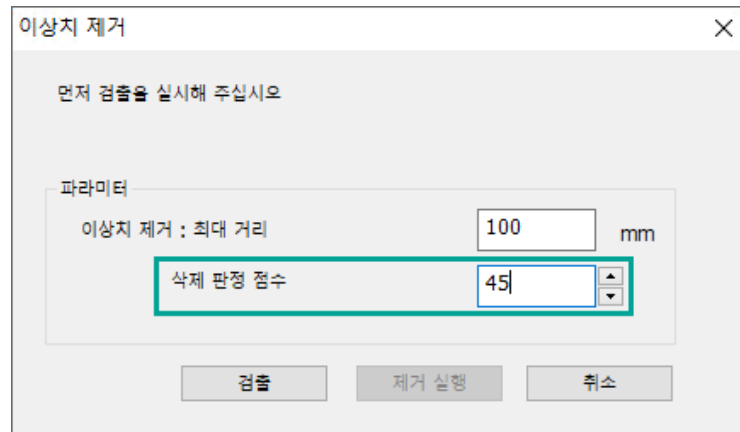 이상치 제거
먼저 검출을 실시해 주십시오
파라미터
이상치 제거 : 최대 거리 100 mm
삭제 판정 점수 45
검출 제거 실행 취소